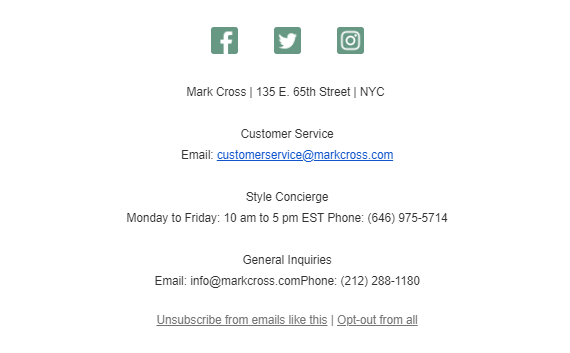 Mark Cross | 135 E. 65th Street | NYC
Customer Service
Email: customerservice@markcross.com
Style Concierge
Monday to Friday: 10 am to 5 pm EST Phone: (646) 975-5714
General Inquiries
Email: info@markcross.comPhone: (212) 288-1180
Unsubscribe from emails like this | Opt-out from all